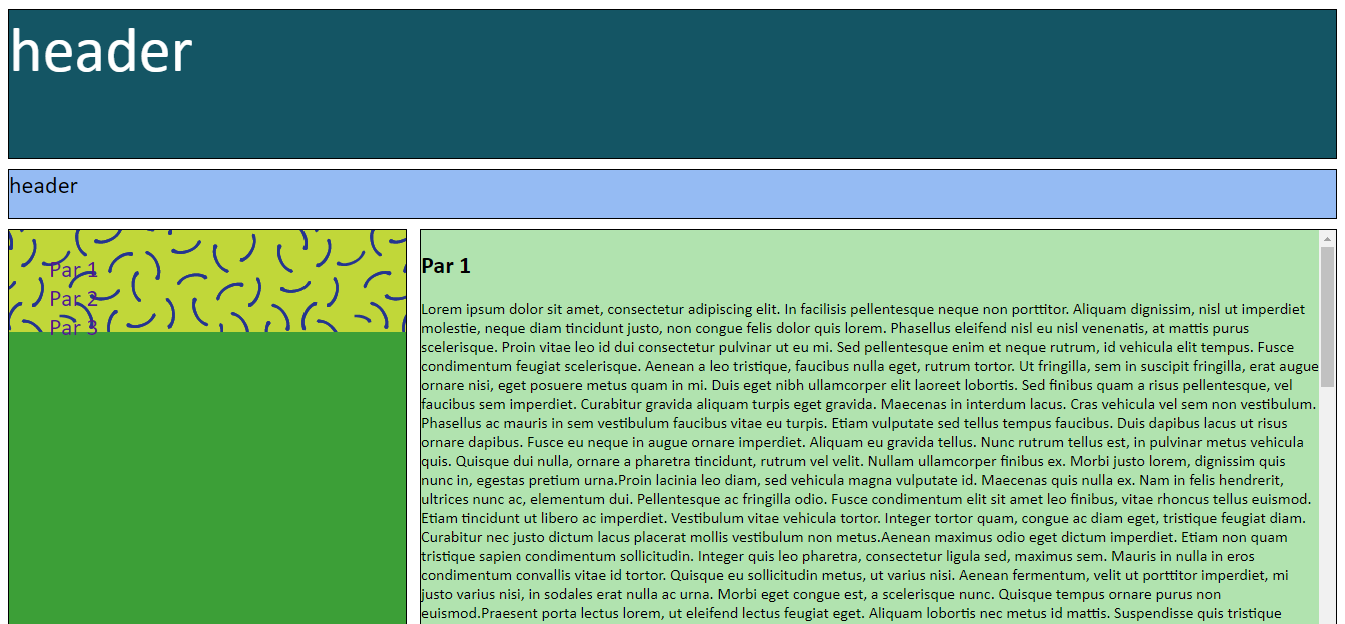 header
header
Par 1
Par 2
Par 3
Par 1
Lorem ipsum dolor sit amet, consectetur adipiscing elit. In facilisis pellentesque neque non porttitor. Aliquam dignissim, nisl ut imperdiet
molestie, neque diam tincidunt justo, non congue felis dolor quis lorem. Phasellus eleifend nisl eu nisl venenatis, at mattis purus
scelerisque. Proin vitae leo id dui consectetur pulvinar ut eu mi. Sed pellentesque enim et neque rutrum, id vehicula elit tempus. Fusce
condimentum feugiat scelerisque. Aenean a leo tristique, faucibus nulla eget, rutrum tortor. Ut fringilla, sem in suscipit fringilla, erat augue
ornare nisi, eget posuere metus quam in mi. Duis eget nibh ullamcorper elit laoreet lobortis. Sed finibus quam a risus pellentesque, vel
faucibus sem imperdiet. Curabitur gravida aliquam turpis eget gravida. Maecenas in interdum lacus. Cras vehicula vel sem non vestibulum.
Phasellus ac mauris in sem vestibulum faucibus vitae eu turpis. Etiam vulputate sed tellus tempus faucibus. Duis dapibus lacus ut risus
ornare dapibus. Fusce eu neque in augue ornare imperdiet. Aliquam eu gravida tellus. Nunc rutrum tellus est, in pulvinar metus vehicula
quis. Quisque dui nulla, ornare a pharetra tincidunt, rutrum vel velit. Nullam ullamcorper finibus ex. Morbi justo lorem, dignissim quis
nunc in, egestas pretium urna.Proin lacinia leo diam, sed vehicula magna vulputate id. Maecenas quis nulla ex. Nam in felis hendrerit,
ultrices nunc ac, elementum dui. Pellentesque ac fringilla odio. Fusce condimentum elit sit amet leo finibus, vitae rhoncus tellus euismod.
Etiam tincidunt ut libero ac imperdiet. Vestibulum vitae vehicula tortor. Integer tortor quam, congue ac diam eget, tristique feugiat diam.
Curabitur nec justo dictum lacus placerat mollis vestibulum non metus.Aenean maximus odio eget dictum imperdiet. Etiam non quam
tristique sapien condimentum sollicitudin. Integer quis leo pharetra, consectetur ligula sed, maximus sem. Mauris in nulla in eros
condimentum convallis vitae id tortor. Quisque eu sollicitudin metus, ut varius nisi. Aenean fermentum, velit ut porttitor imperdiet, mi
justo varius nisi, in sodales erat nulla ac urna. Morbi eget congue est, a scelerisque nunc. Quisque tempus ornare purus non
euismod.Praesent porta lectus lorem, ut eleifend lectus feugiat eget. Aliquam lobortis nec metus id mattis. Suspendisse quis tristique